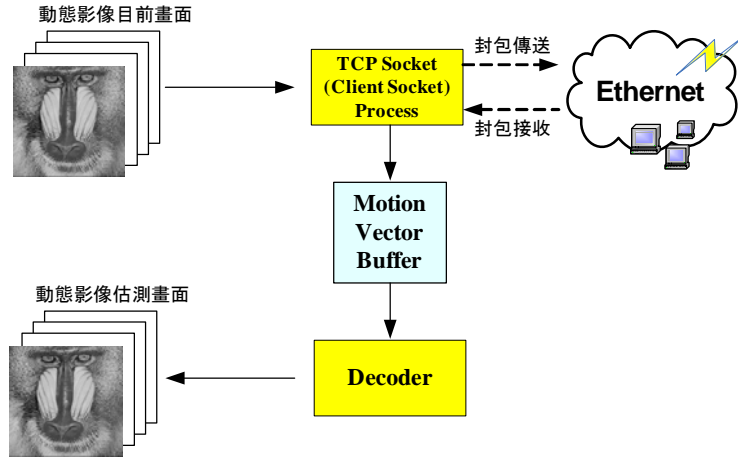 動態影像目前畫面
TCP Socket
(Client Socket)
Process
封包傳送
封包接收
Ethernet
Motion
Vector
Buffer
動態影像估測畫面
Decoder